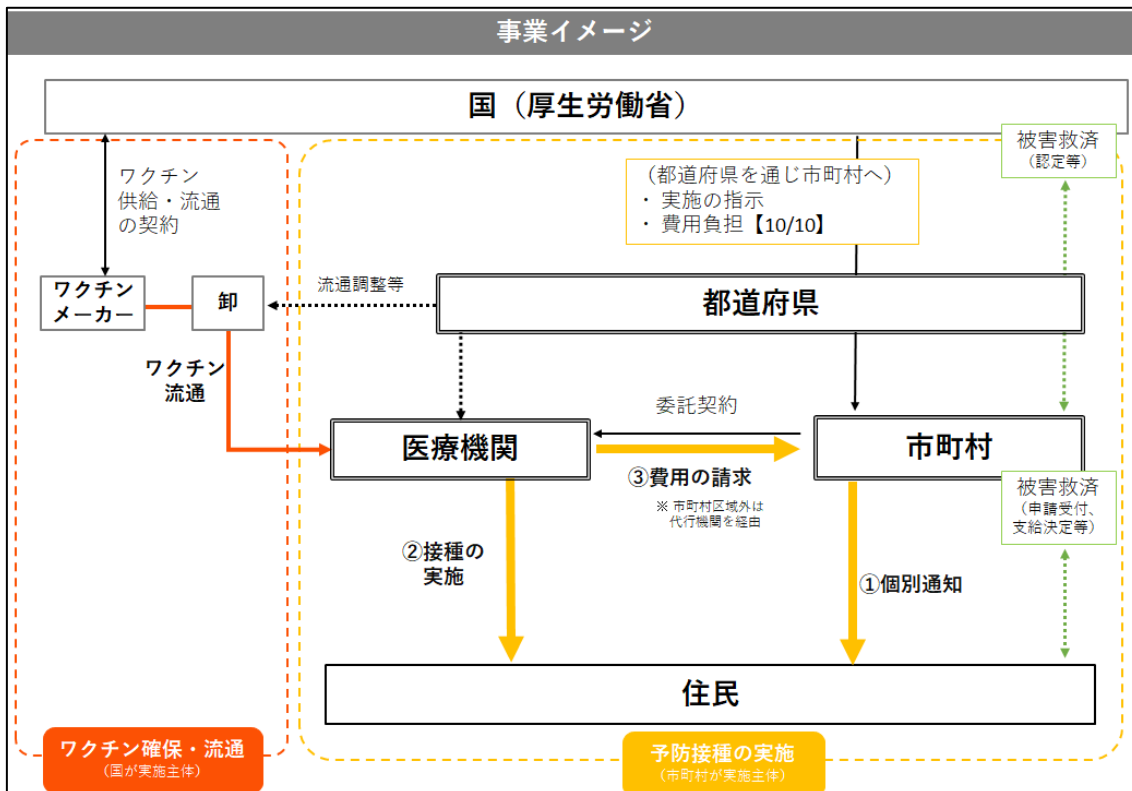 事業イメージ
国（厚生労働省）
ワクチン
供給・流通
の契約
（都道府県を通じ市町村へ）
・ 実施の指示
・ 費用負担【10/10】
被害救済
（認定等）
ワクチン
メーカー
卸
流通調整等
都道府県
ワクチン
流通
医療機関
委託契約
市町村
③費用の請求
※ 市町村区域外は
代行機関を経由
被害救済
（申請受付、
支給決定等）
②接種の
実施
①個別通知
住民
ワクチン確保・流通
（国が実施主体）
予防接種の実施
（市町村が実施主体）